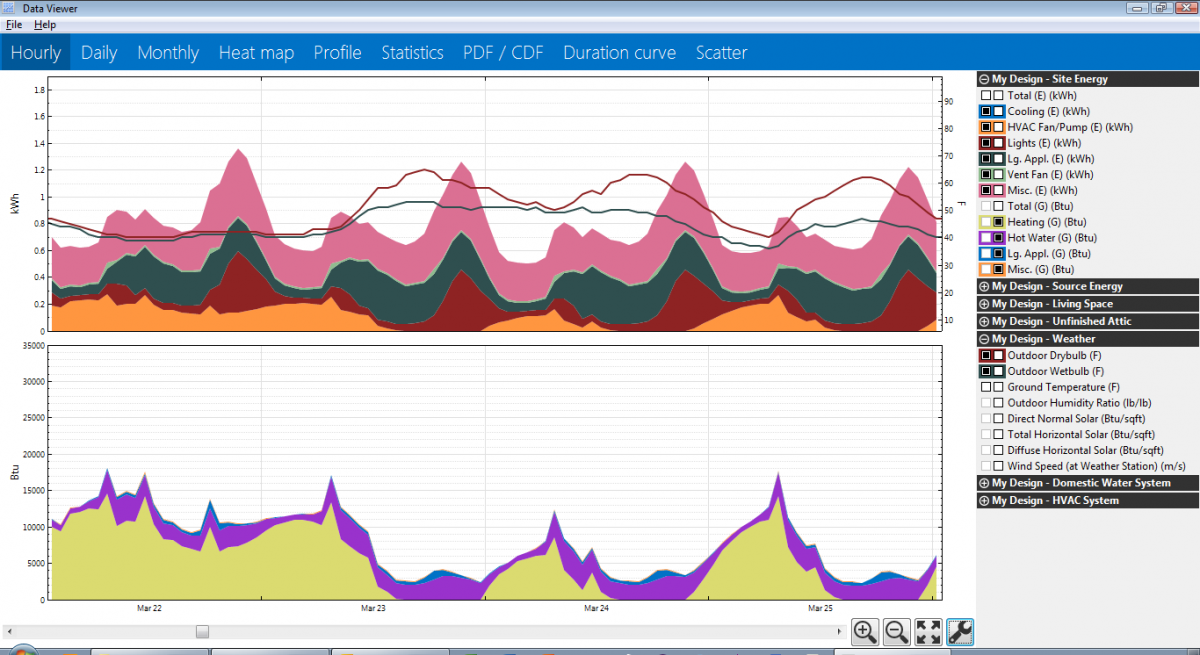 Data Viewer
File Help
Hourly Daily Monthly Heat map Profile Statistics PDF / CDF Duration curve Scatter
1.8
1.6
1.4
1.2
1
0.8
0.6
0.4
0.2
0
kWh
90
80
70
60
50
40
30
20
10
F
35000
30000
25000
20000
15000
10000
5000
0
Btu
Mar 22 Mar 23 Mar 24 Mar 25
My Design - Site Energy
Total (E) (kWh)
Cooling (E) (kWh)
HVAC Fan/Pump (E) (kWh)
Lights (E) (kWh)
Lg. Appl. (E) (kWh)
Vent Fan (E) (kWh)
Misc. (E) (kWh)
Total (G) (Btu)
Heating (G) (Btu)
Hot Water (G) (Btu)
Lg. Appl. (G) (Btu)
Misc. (G) (Btu)
My Design - Source Energy
My Design - Living Space
My Design - Unfinished Attic
My Design - Weather
Outdoor Drybulb (F)
Outdoor Wetbulb (F)
Ground Temperature (F)
Outdoor Humidity Ratio (lb/lb)
Direct Normal Solar (Btu/sqft)
Total Horizontal Solar (Btu/sqft)
Diffuse Horizontal Solar (Btu/sqft)
Wind Speed (at Weather Station) (m/s)
My Design - Domestic Water System
My Design - HVAC System